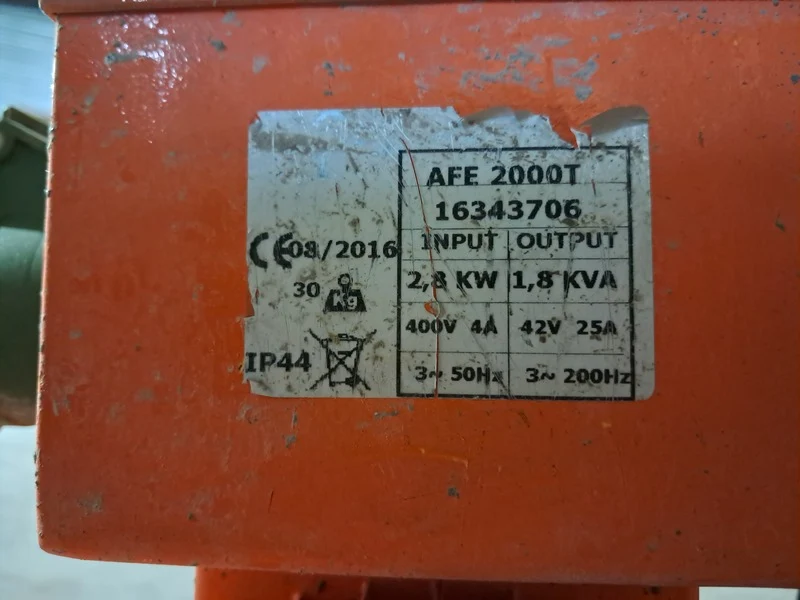 AFE 2000T
16343706
INPUT OUTPUT
2,8 KW 1,8 KVA
400V 4A 42V 25A
3~ 50Hz 3~ 200Hz
CE 08/2016
30 Kg
IP44